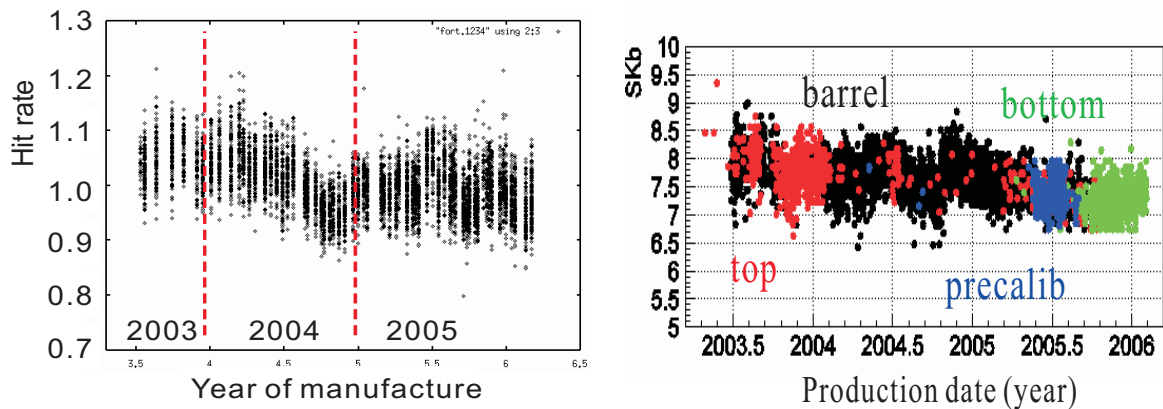 1.3
1.2
1.1
1.0
0.9
0.8
0.7
Hit rate
"fort.1234" using 2:3
2003
2004
2005
3.5 4 4.5 5 5.5 6 6.5
Year of manufacture
10
9.5
9
8.5
8
7.5
7
6.5
6
5.5
5
SKb
barrel
bottom
top
precalib
2003.5 2004 2004.5 2005 2005.5 2006
Production date (year)